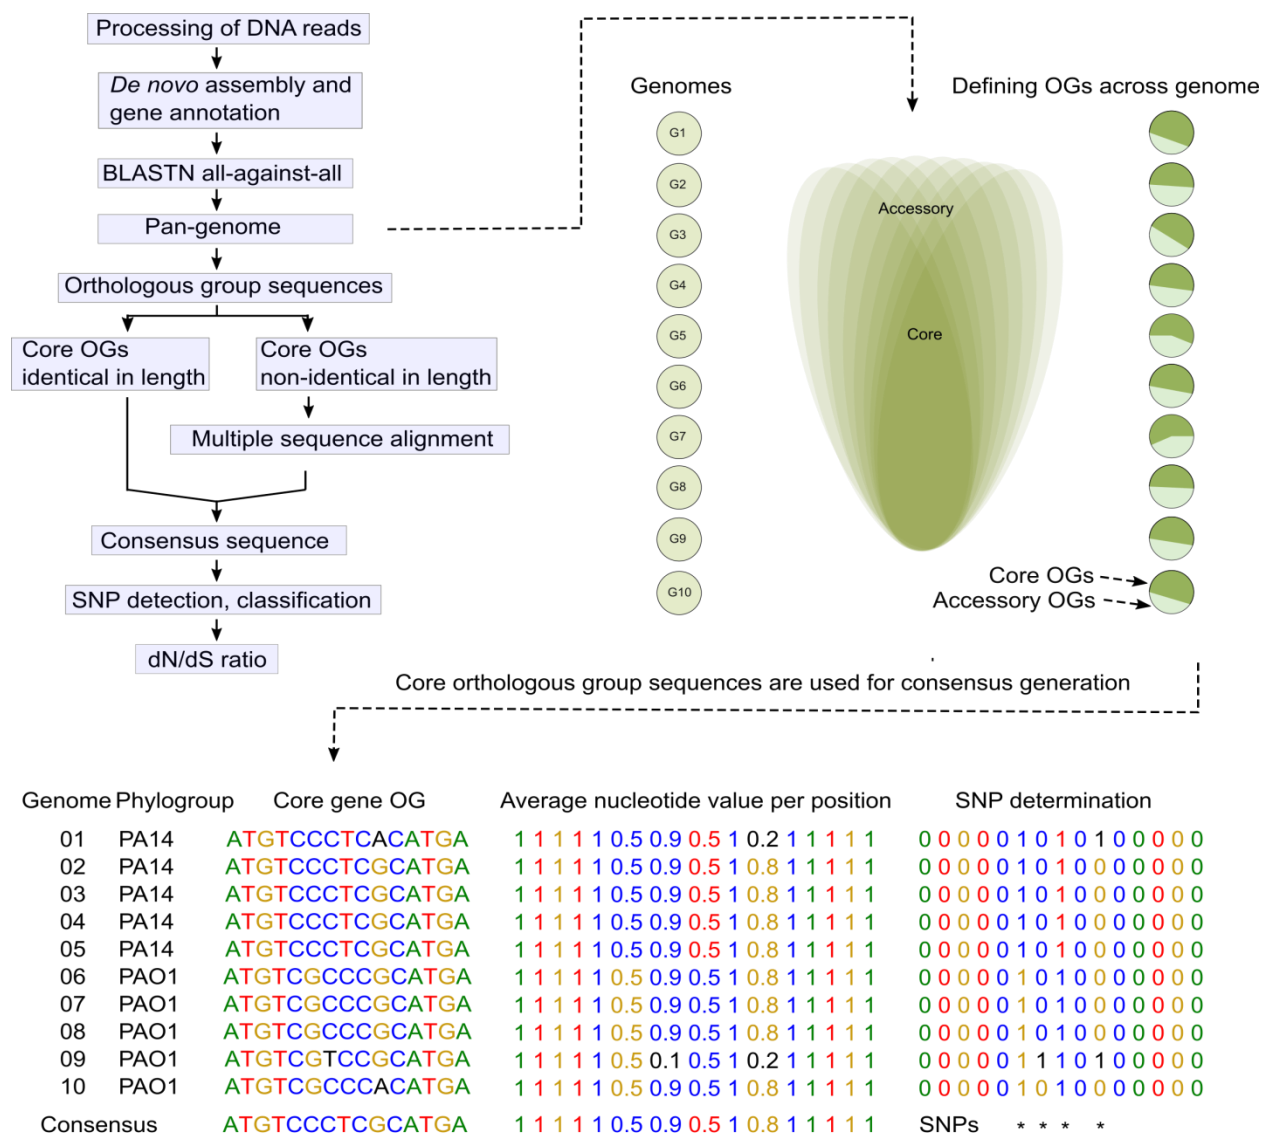 Processing of DNA reads
De novo assembly and
gene annotation
BLASTN all-against-all
Pan-genome
Orthologous group sequences
Core OGs
identical in length
Core OGs
non-identical in length
Multiple sequence alignment
Consensus sequence
SNP detection, classification
dN/dS ratio
Genomes
G1
G2
G3
G4
G5
G6
G7
G8
G9
G10
Accessory
Core
Defining OGs across genome
Core OGs
Accessory OGs
Core orthologous group sequences are used for consensus generation
Genome Phylogroup Core gene OG Average nucleotide value per position SNP determination
01 PA14 ATGTCCCTCACATGA 1 1 1 1 1 0.5 0.9 0.5 1 0.2 1 1 1 1 1 0 0 0 0 0 1 0 1 0 1 0 0 0 0 0
02 PA14 ATGTCCCTCGCATGA 1 1 1 1 1 0.5 0.9 0.5 1 0.8 1 1 1 1 1 0 0 0 0 0 1 0 1 0 0 0 0 0 0 0
03 PA14 ATGTCCCTCGCATGA 1 1 1 1 1 0.5 0.9 0.5 1 0.8 1 1 1 1 1 0 0 0 0 0 1 0 1 0 0 0 0 0 0 0
04 PA14 ATGTCCCTCGCATGA 1 1 1 1 1 0.5 0.9 0.5 1 0.8 1 1 1 1 1 0 0 0 0 0 1 0 1 0 0 0 0 0 0 0
05 PA14 ATGTCCCTCGCATGA 1 1 1 1 1 0.5 0.9 0.5 1 0.8 1 1 1 1 1 0 0 0 0 0 1 0 1 0 0 0 0 0 0 0
06 PAO1 ATGTCGCCCGCATGA 1 1 1 1 1 0.5 0.9 0.5 1 0.8 1 1 1 1 1 0 0 0 0 0 1 0 1 0 0 0 0 0 0 0
07 PAO1 ATGTCGCCCGCATGA 1 1 1 1 1 0.5 0.9 0.5 1 0.8 1 1 1 1 1 0 0 0 0 0 1 0 1 0 0 0 0 0 0 0
08 PAO1 ATGTCGCCCGCATGA 1 1 1 1 1 0.5 0.9 0.5 1 0.8 1 1 1 1 1 0 0 0 0 0 1 0 1 0 0 0 0 0 0 0
09 PAO1 ATGTCGTCCGCATGA 1 1 1 1 1 0.5 0.1 0.5 1 0.2 1 1 1 1 1 0 0 0 0 0 1 1 1 0 1 0 0 0 0 0
10 PAO1 ATGTCGCCCACATGA 1 1 1 1 1 0.5 0.9 0.5 1 0.8 1 1 1 1 1 0 0 0 0 0 1 0 1 0 0 0 0 0 0 0
Consensus ATGTCCCTCGCATGA 1 1 1 1 1 0.5 0.9 0.5 1 0.8 1 1 1 1 1 SNPs * * * *